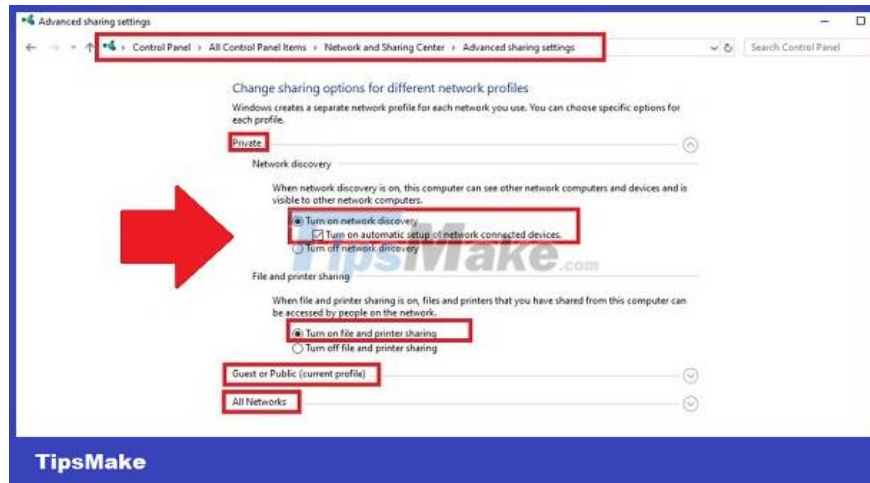 Advanced sharing settings
Control Panel > All Control Panel Items > Network and Sharing Center > Advanced sharing settings
Search Control Panel
Change sharing options for different network profiles
Windows creates a separate network profile for each network you use. You can choose specific options for
each profile.
Private
Network discovery
When network discovery is on, this computer can see other network computers and devices and is
visible to other network computers.
Turn on network discovery
Turn on automatic setup of network connected devices.
Turn off network discovery
TipsMake.com
File and printer sharing
When file and printer sharing is on, files and printers that you have shared from this computer can
be accessed by people on the network.
Turn on file and printer sharing
Turn off file and printer sharing
Guest or Public (current profile)
All Networks
TipsMake